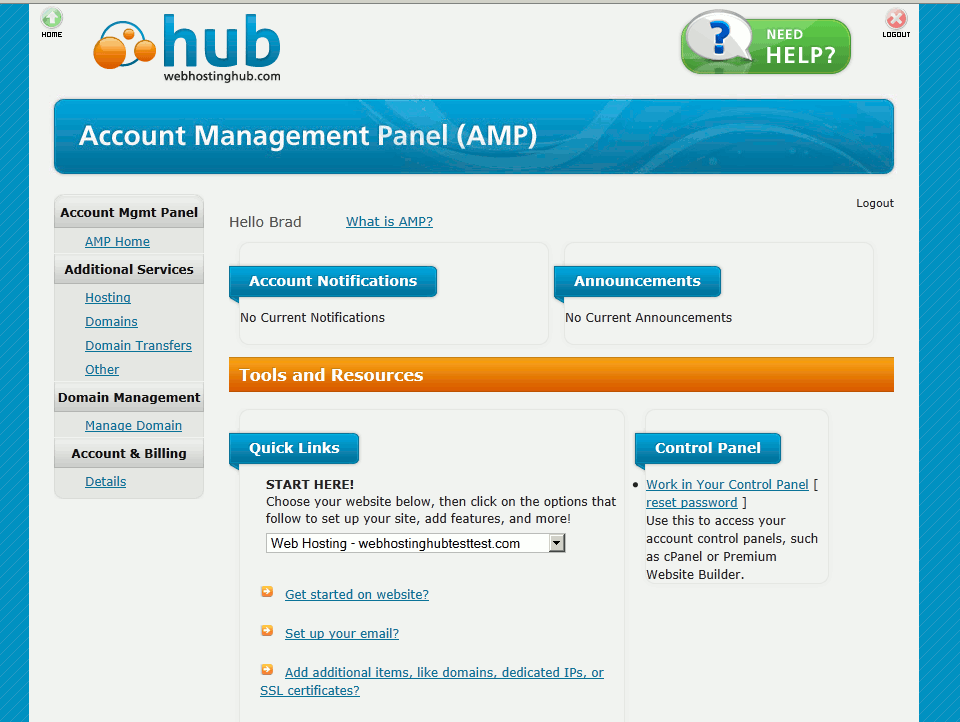 HOME
hub
webhostinghub.com
?
NEED
HELP?
LOGOUT
Account Management Panel (AMP)
Logout
Account Mgmt Panel
AMP Home
Additional Services
Hosting
Domains
Domain Transfers
Other
Domain Management
Manage Domain
Account & Billing
Details
Hello Brad
What is AMP?
Account Notifications
No Current Notifications
Announcements
No Current Announcements
Tools and Resources
Quick Links
START HERE!
Choose your website below, then click on the options that
follow to set up your site, add features, and more!
Web Hosting - webhostinghubtesttest.com
Get started on website?
Set up your email?
Add additional items, like domains, dedicated IPs, or
SSL certificates?
Control Panel
• Work in Your Control Panel [
reset password ]
Use this to access your
account control panels, such
as cPanel or Premium
Website Builder.